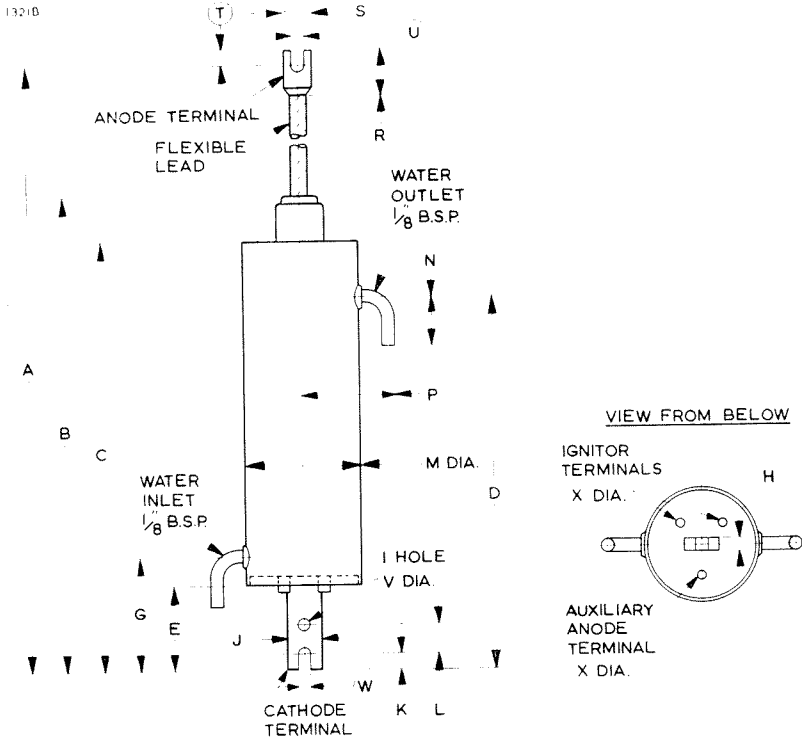 1321B
T
S
U
ANODE TERMINAL
R
FLEXIBLE
LEAD
WATER
OUTLET
1/8" B.S.P.
N
A
P
B
VIEW FROM BELOW
C
M DIA.
IGNITOR
TERMINALS
X DIA.
H
D
WATER
INLET
1/8" B.S.P.
1 HOLE
V DIA.
G
E
J
AUXILIARY
ANODE
TERMINAL
X DIA.
W
K
L
CATHODE
TERMINAL